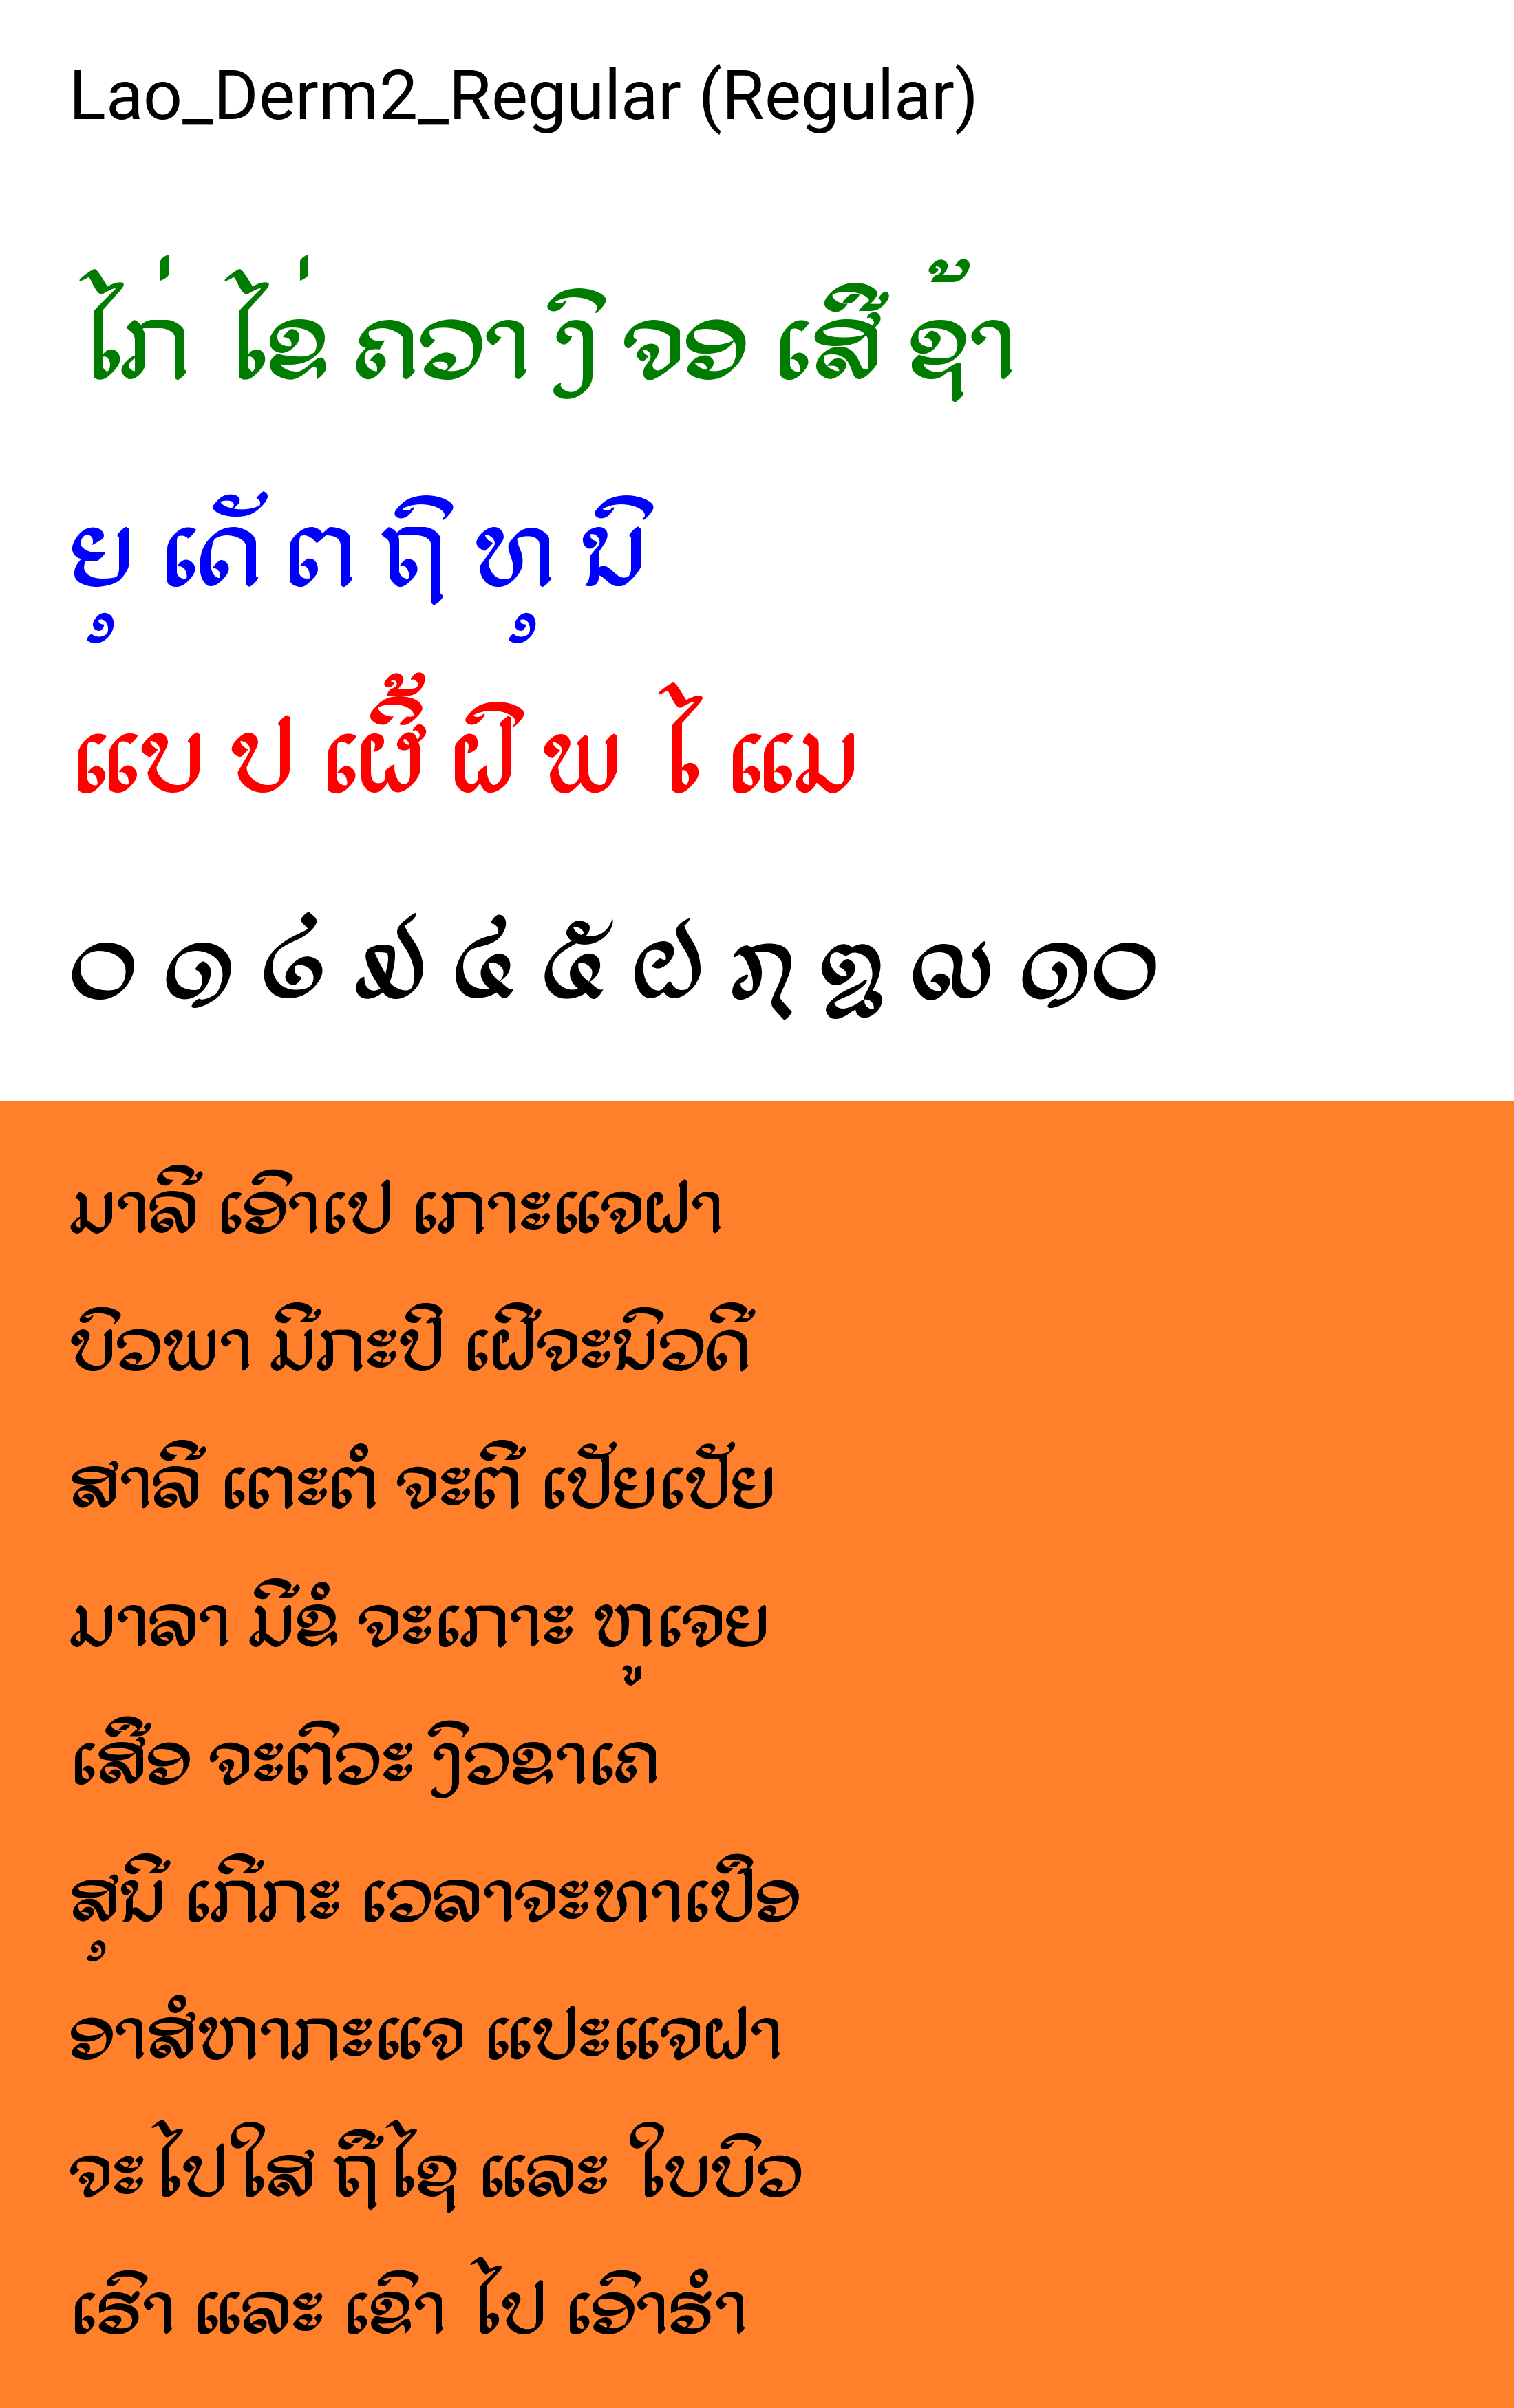 Lao_Derm2_Regular (Regular)
ໄກ່ ໄຂ່ ຄວາງິ ຈອ ເສື ຊ້າ
ຍຸ ເດັ ຕ ຖິ ທຸ ນິ
ແບ ປ ເຜື້ ຝິ ພ ໄ ແມ
໐ ໑ ໒ ໓ ໔ ໕ ໖ ໗ ໘ ໙ ໑໐
ມາລີ ເອົາເປ ເກາະແຈຝາ
ບົວພາ ມີກະປິ ເຝີຈະນົວດີ
ສາລີ ເຕະຕໍ ຈະຕີ ເປັຍເປັຍ
ມາລາ ມີຂໍ ຈະເກາະ ຫູເຈຍ
ເສືອ ຈະຕົວະ ງົວຂາເຄ
ສຸນີ ເກີກະ ເວລາຈະທາເປືອ
ອາສໍຫາກະແຈ ແປະແຈຝາ
ຈະໄປໃສ ຖືໄຊ ແລະ ໃບບົວ
ເຮົາ ແລະ ເຂົາ ໄປ ເອົາຮໍາ